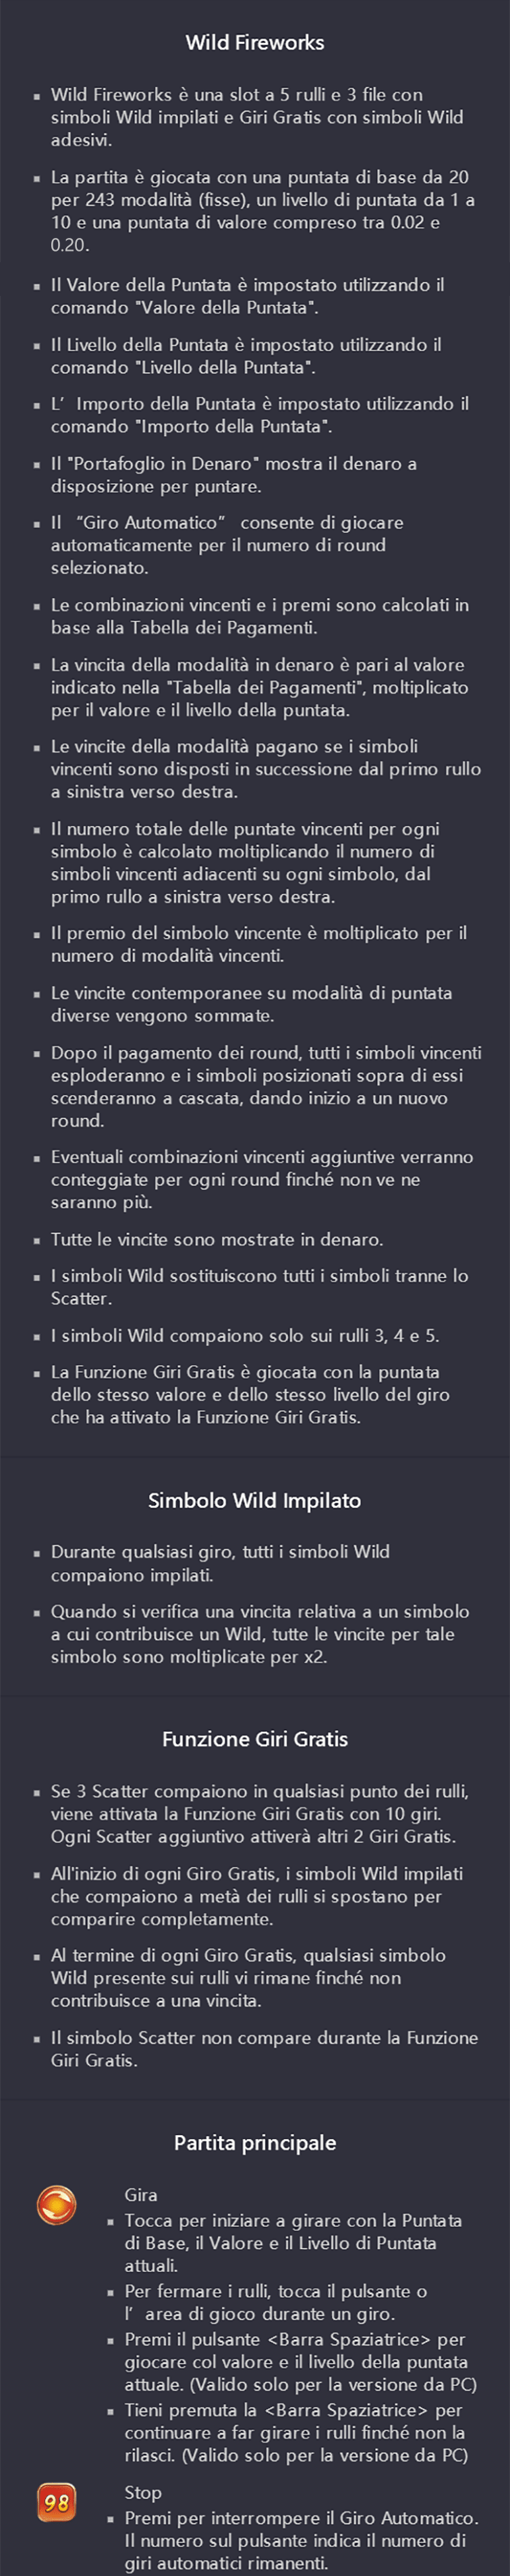 Wild Fireworks
▪ Wild Fireworks è una slot a 5 rulli e 3 file con
simboli Wild impilati e Giri Gratis con simboli Wild
adesivi.
▪ La partita è giocata con una puntata di base da 20
per 243 modalità (fisse), un livello di puntata da 1 a
10 e una puntata di valore compreso tra 0.02 e
0.20.
▪ Il Valore della Puntata è impostato utilizzando il
comando "Valore della Puntata".
▪ Il Livello della Puntata è impostato utilizzando il
comando "Livello della Puntata".
▪ L’ Importo della Puntata è impostato utilizzando il
comando "Importo della Puntata".
▪ Il "Portafoglio in Denaro" mostra il denaro a
disposizione per puntare.
▪ Il “Giro Automatico” consente di giocare
automaticamente per il numero di round
selezionato.
▪ Le combinazioni vincenti e i premi sono calcolati in
base alla Tabella dei Pagamenti.
▪ La vincita della modalità in denaro è pari al valore
indicato nella "Tabella dei Pagamenti", moltiplicato
per il valore e il livello della puntata.
▪ Le vincite della modalità pagano se i simboli
vincenti sono disposti in successione dal primo rullo
a sinistra verso destra.
▪ Il numero totale delle puntate vincenti per ogni
simbolo è calcolato moltiplicando il numero di
simboli vincenti adiacenti su ogni simbolo, dal
primo rullo a sinistra verso destra.
▪ Il premio del simbolo vincente è moltiplicato per il
numero di modalità vincenti.
▪ Le vincite contemporanee su modalità di puntata
diverse vengono sommate.
▪ Dopo il pagamento dei round, tutti i simboli vincenti
esploderanno e i simboli posizionati sopra di essi
scenderanno a cascata, dando inizio a un nuovo
round.
▪ Eventuali combinazioni vincenti aggiuntive verranno
conteggiate per ogni round finché non ve ne
saranno più.
▪ Tutte le vincite sono mostrate in denaro.
▪ I simboli Wild sostituiscono tutti i simboli tranne lo
Scatter.
▪ I simboli Wild compaiono solo sui rulli 3, 4 e 5.
▪ La Funzione Giri Gratis è giocata con la puntata
dello stesso valore e dello stesso livello del giro
che ha attivato la Funzione Giri Gratis.
Simbolo Wild Impilato
▪ Durante qualsiasi giro, tutti i simboli Wild
compaiono impilati.
▪ Quando si verifica una vincita relativa a un simbolo
a cui contribuisce un Wild, tutte le vincite per tale
simbolo sono moltiplicate per x2.
Funzione Giri Gratis
▪ Se 3 Scatter compaiono in qualsiasi punto dei rulli,
viene attivata la Funzione Giri Gratis con 10 giri.
Ogni Scatter aggiuntivo attiverà altri 2 Giri Gratis.
▪ All'inizio di ogni Giro Gratis, i simboli Wild impilati
che compaiono a metà dei rulli si spostano per
comparire completamente.
▪ Al termine di ogni Giro Gratis, qualsiasi simbolo
Wild presente sui rulli vi rimane finché non
contribuisce a una vincita.
▪ Il simbolo Scatter non compare durante la Funzione
Giri Gratis.
Partita principale
Gira
▪ Tocca per iniziare a girare con la Puntata
di Base, il Valore e il Livello di Puntata
attuali.
▪ Per fermare i rulli, tocca il pulsante o
l’ area di gioco durante un giro.
▪ Premi il pulsante <Barra Spaziatrice> per
giocare col valore e il livello della puntata
attuale. (Valido solo per la versione da PC)
▪ Tieni premuta la <Barra Spaziatrice> per
continuare a far girare i rulli finché non la
rilasci. (Valido solo per la versione da PC)
98 Stop
▪ Premi per interrompere il Giro Automatico.
Il numero sul pulsante indica il numero di
giri automatici rimanenti.